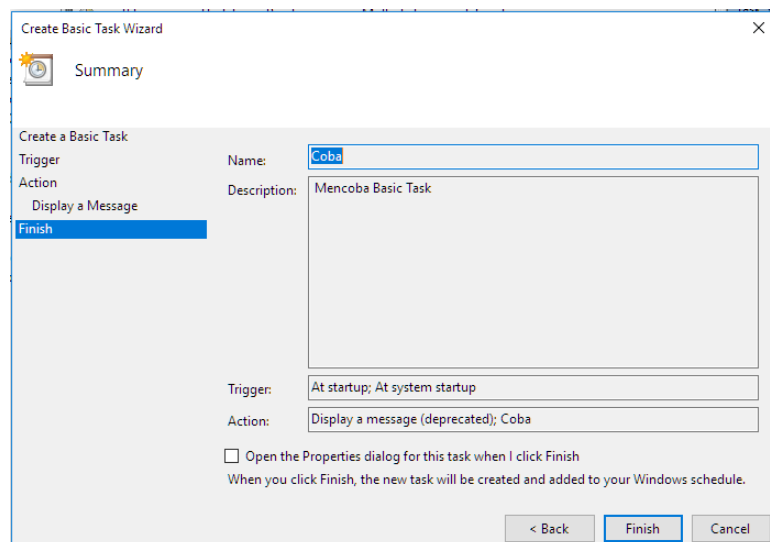 Create Basic Task Wizard
Summary
Create a Basic Task
Trigger
Action
Display a Message
Finish
Name: Coba
Description: Mencoba Basic Task
Trigger: At startup; At system startup
Action: Display a message (deprecated); Coba
Open the Properties dialog for this task when I click Finish
When you click Finish, the new task will be created and added to your Windows schedule.
< Back Finish Cancel